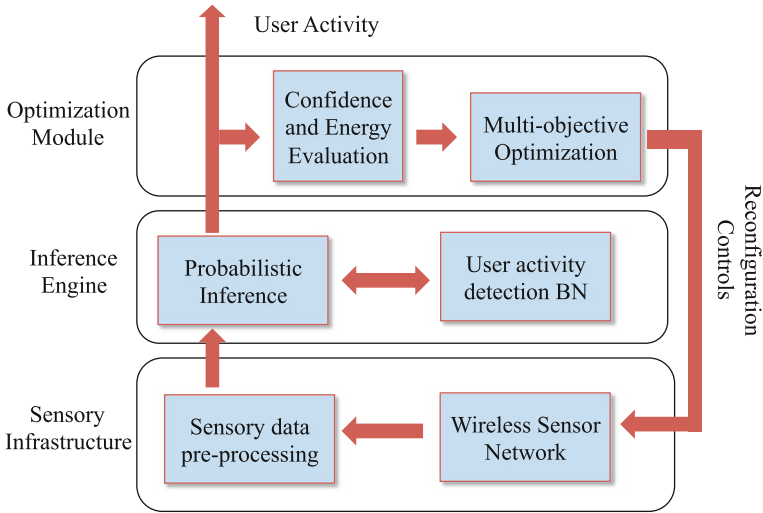 User Activity
Optimization
Module
Confidence
and Energy
Evaluation
Multi-objective
Optimization
Reconfiguration
Controls
Inference
Engine
Probabilistic
Inference
User activity
detection BN
Sensory
Infrastructure
Sensory data
pre-processing
Wireless Sensor
Network